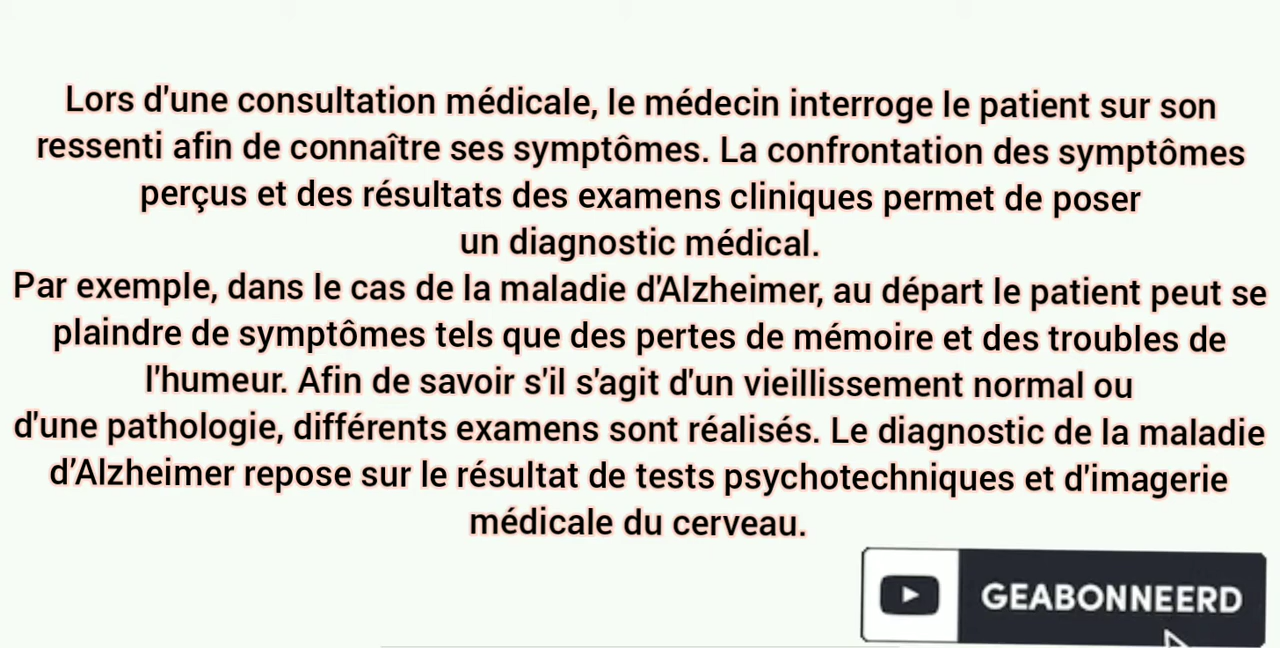 Lors d'une consultation médicale, le médecin interroge le patient sur son
ressenti afin de connaître ses symptômes. La confrontation des symptômes
perçus et des résultats des examens cliniques permet de poser
un diagnostic médical.
Par exemple, dans le cas de la maladie d'Alzheimer, au départ le patient peut se
plaindre de symptômes tels que des pertes de mémoire et des troubles de
l'humeur. Afin de savoir s'il s'agit d'un vieillissement normal ou
d'une pathologie, différents examens sont réalisés. Le diagnostic de la maladie
d'Alzheimer repose sur le résultat de tests psychotechniques et d'imagerie
médicale du cerveau.
GEABONNEERD